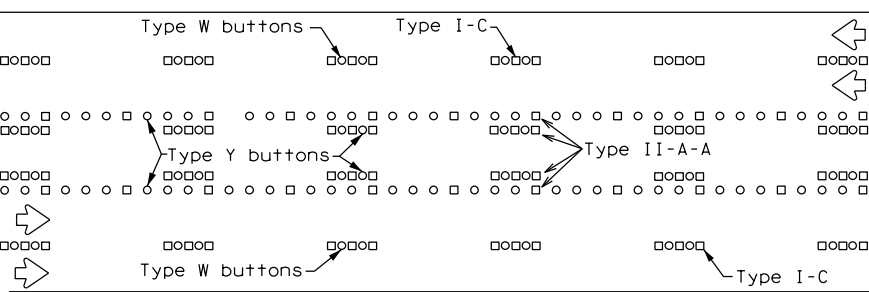 Type W buttons
Type I-C
Type Y buttons
Type II-A-A
Type W buttons
Type I-C